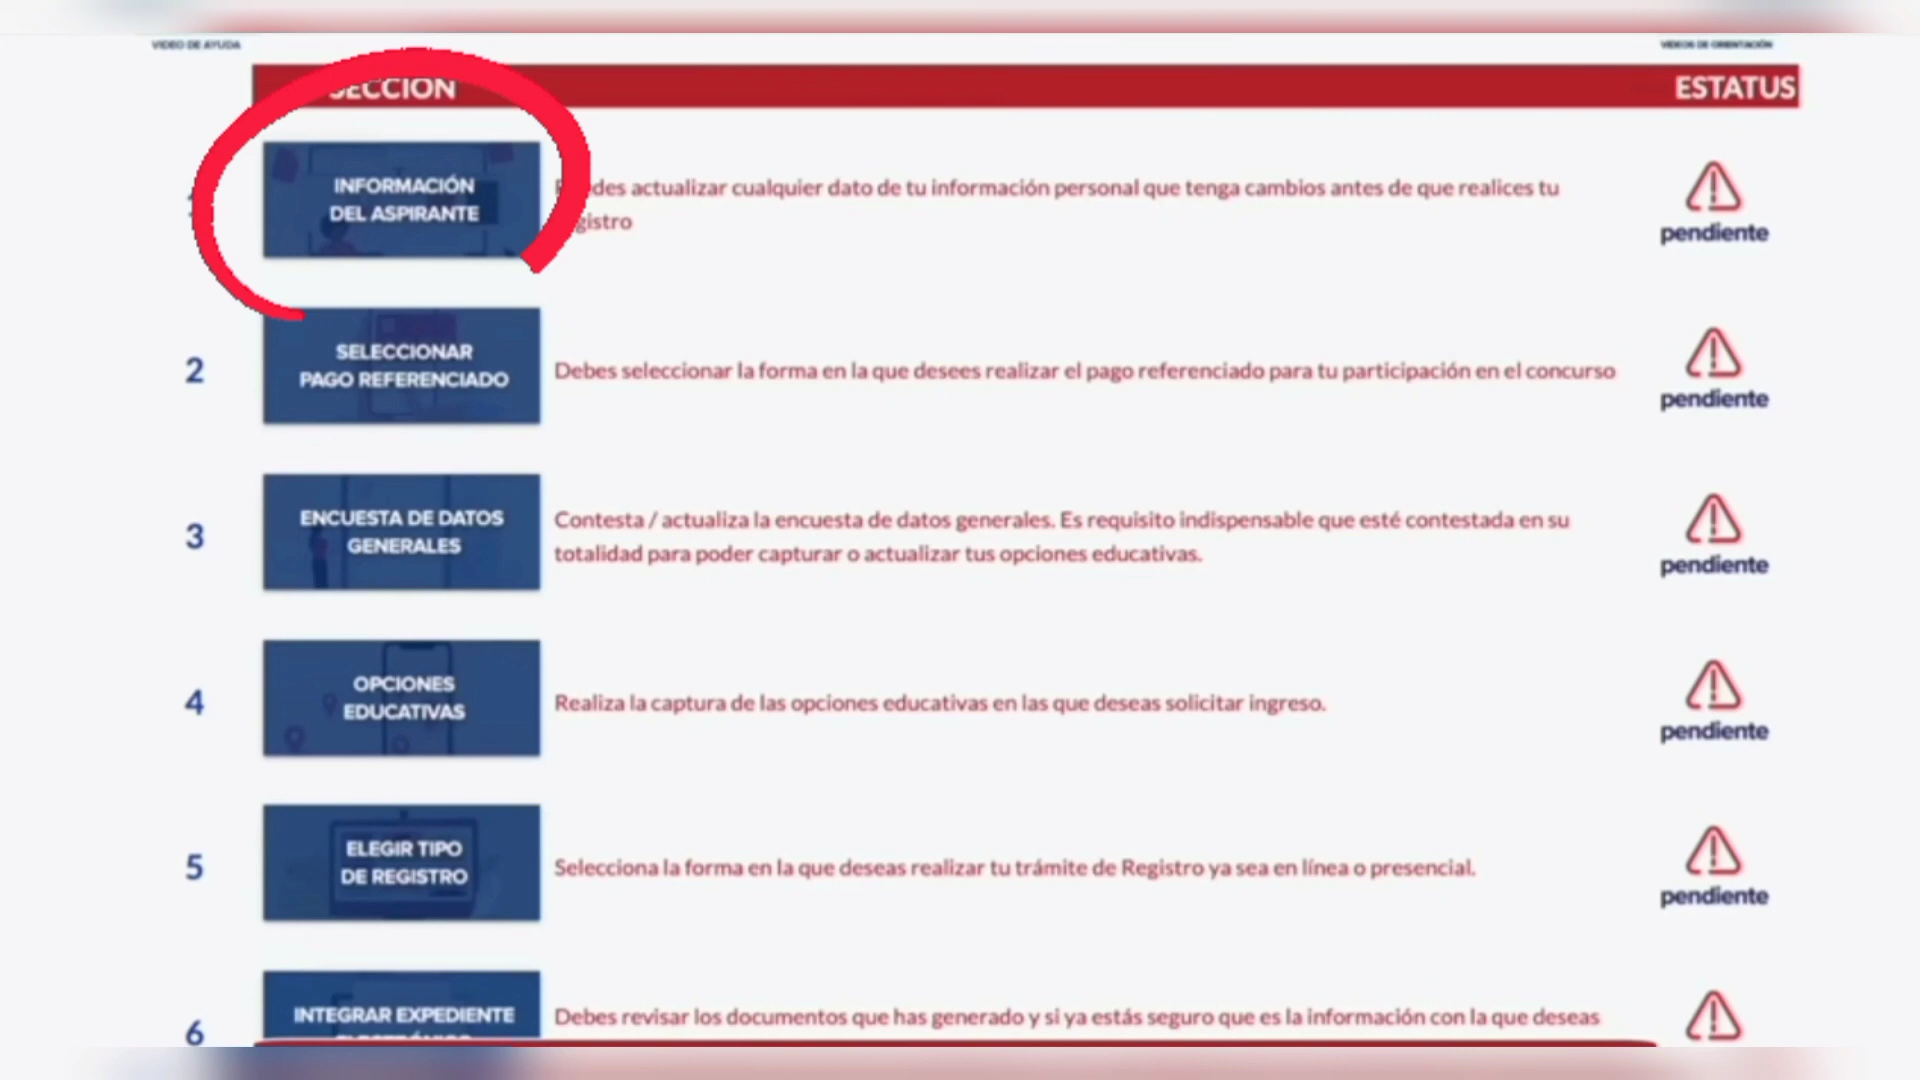 VIDEO DE AYUDA
VIDEOS DE ORIENTACIÓN
SECCIÓN
ESTATUS
INFORMACIÓN
DEL ASPIRANTE
des actualizar cualquier dato de tu información personal que tenga cambios antes de que realices tu
gistro
pendiente
2
SELECCIONAR
PAGO REFERENCIADO
Debes seleccionar la forma en la que desees realizar el pago referenciado para tu participación en el concurso
pendiente
3
ENCUESTA DE DATOS
GENERALES
Contesta / actualiza la encuesta de datos generales. Es requisito indispensable que esté contestada en su
totalidad para poder capturar o actualizar tus opciones educativas.
pendiente
4
OPCIONES
EDUCATIVAS
Realiza la captura de las opciones educativas en las que deseas solicitar ingreso.
pendiente
5
ELEGIR TIPO
DE REGISTRO
Selecciona la forma en la que deseas realizar tu trámite de Registro ya sea en línea o presencial.
pendiente
6
INTEGRAR EXPEDIENTE
Debes revisar los documentos que has generado y si ya estás seguro que es la información con la que deseas